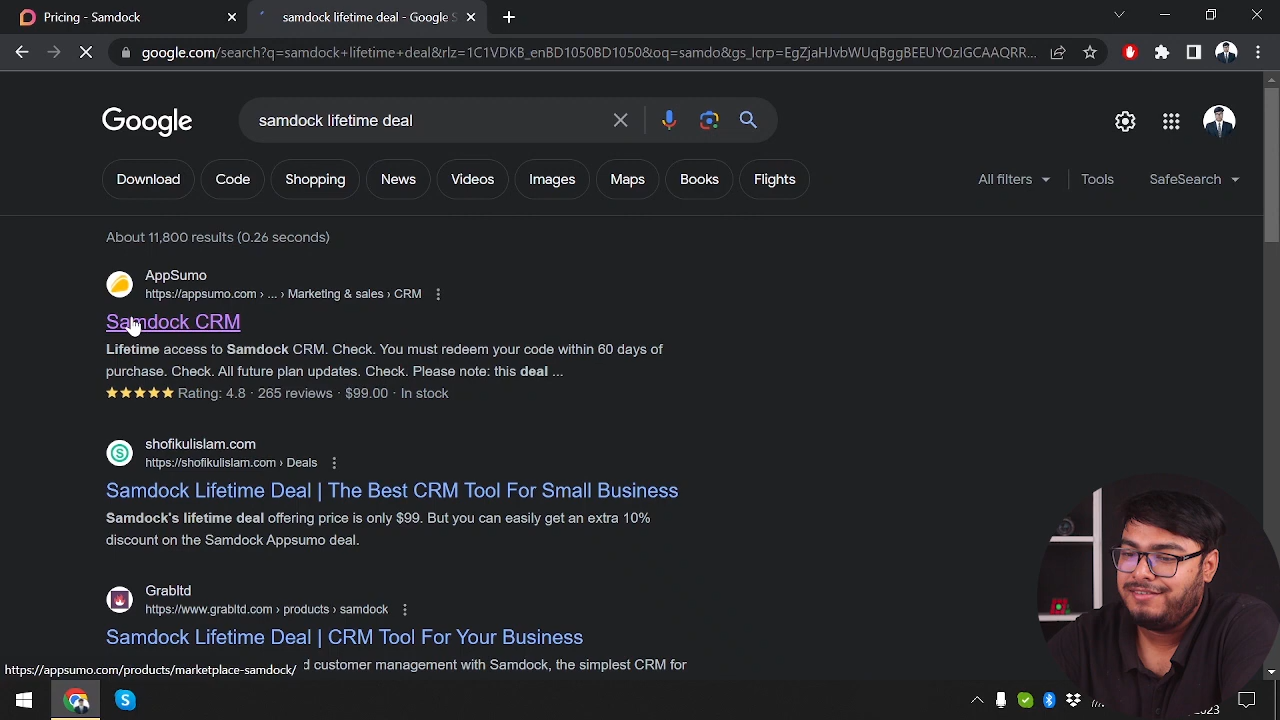 Pricing - Samdock
samdock lifetime deal - Google S
google.com/search?q=samdock+lifetime+deal&rlz=1C1VDKB_enBD1050BD1050&oq=samdo&gs_lcrp=EgZjaHJvbWUqBggBEEUYOzIGCAAQRR...
Google
samdock lifetime deal
Download
Code
Shopping
News
Videos
Images
Maps
Books
Flights
All filters
Tools
SafeSearch
About 11,800 results (0.26 seconds)
AppSumo
https://appsumo.com › ... › Marketing & sales › CRM
Samdock CRM
Lifetime access to Samdock CRM. Check. You must redeem your code within 60 days of
purchase. Check. All future plan updates. Check. Please note: this deal ...
Rating: 4.8 · 265 reviews · $99.00 · In stock
shofikulislam.com
https://shofikulislam.com › Deals
Samdock Lifetime Deal | The Best CRM Tool For Small Business
Samdock's lifetime deal offering price is only $99. But you can easily get an extra 10%
discount on the Samdock Appsumo deal.
Grabltd
https://www.grabltd.com › products › samdock
Samdock Lifetime Deal | CRM Tool For Your Business
d customer management with Samdock, the simplest CRM for
https://appsumo.com/products/marketplace-samdock/